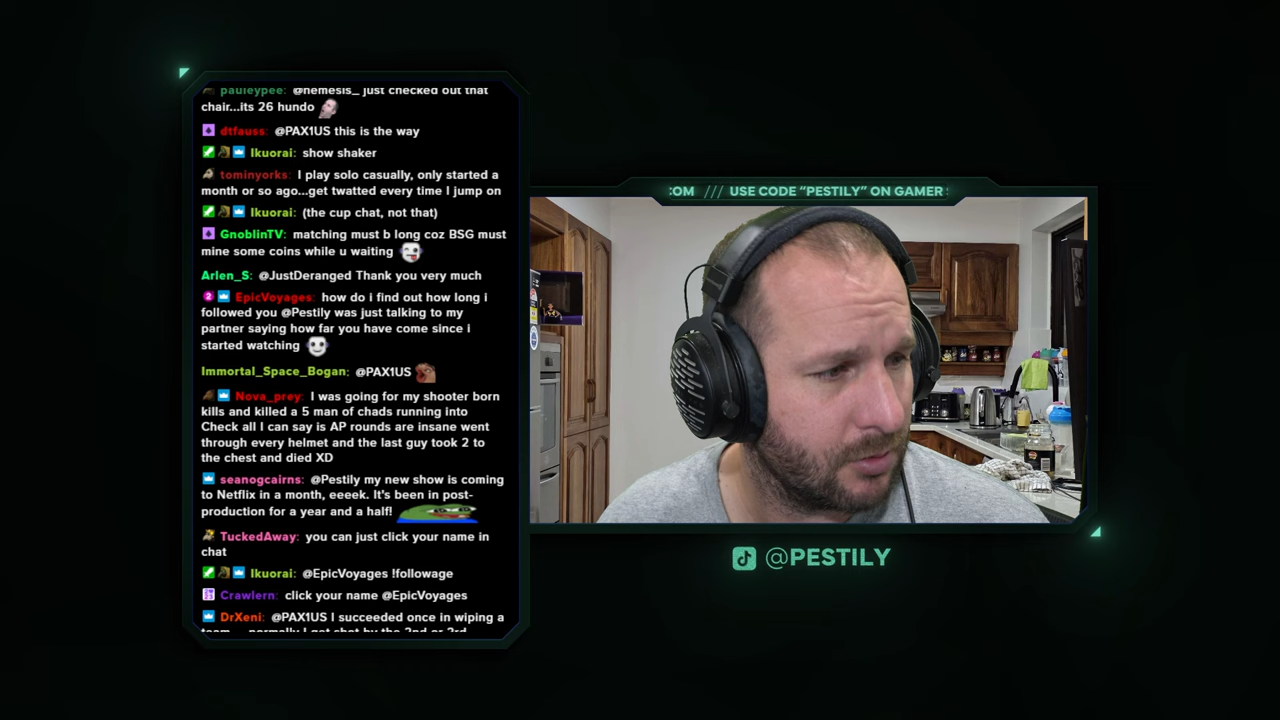 pauleypee: @nemesis_ just checked out that
chair...its 26 hundo
dtfauss: @PAX1US this is the way
Ikuorai: show shaker
tominyorks: I play solo casually, only started a
month or so ago...get twatted every time I jump on
Ikuorai: (the cup chat, not that)
GnoblinTV: matching must b long coz BSG must
mine some coins while u waiting
Arlen_S: @JustDeranged Thank you very much
EpicVoyages: how do i find out how long i
followed you @Pestily was just talking to my
partner saying how far you have come since i
started watching
Immortal_Space_Bogan: @PAX1US
Nova_prey: I was going for my shooter born
kills and killed a 5 man of chads running into
Check all I can say is AP rounds are insane went
through every helmet and the last guy took 2 to
the chest and died XD
seanogcairns: @Pestily my new show is coming
to Netflix in a month, eeeek. It's been in post-
production for a year and a half!
TuckedAway: you can just click your name in
chat
Ikuorai: @EpicVoyages !followage
Crawlern: click your name @EpicVoyages
DrXeni: @PAX1US I succeeded once in wiping a
team... normally I get shot by the 2nd or 3rd
:OM /// USE CODE “PESTILY” ON GAMER
@PESTILY